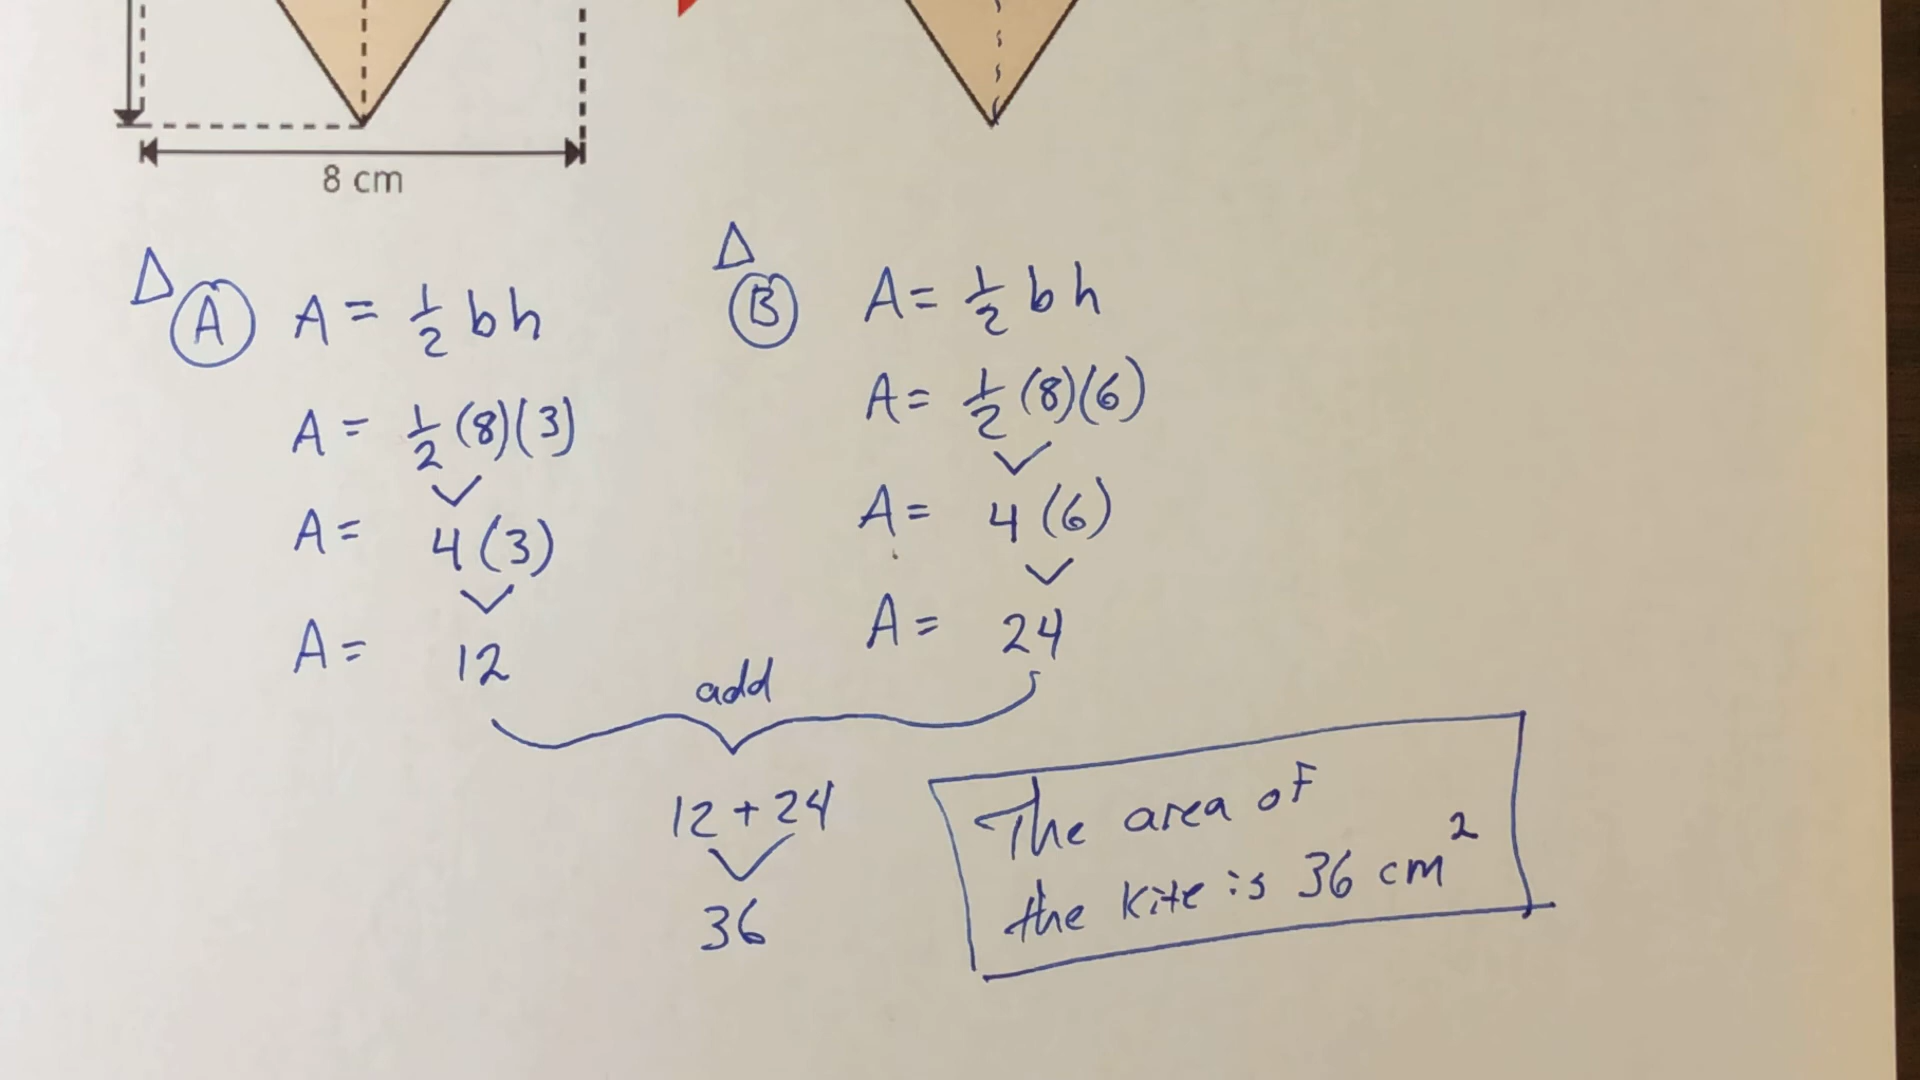 8 cm
Δ Ⓐ A = 1/2 b h
A = 1/2 (8)(3)
A = 4 (3)
A = 12
Δ Ⓑ A = 1/2 b h
A = 1/2 (8)(6)
A = 4 (6)
A = 24
add
12 + 24
36
The area of
the kite is 36 cm²